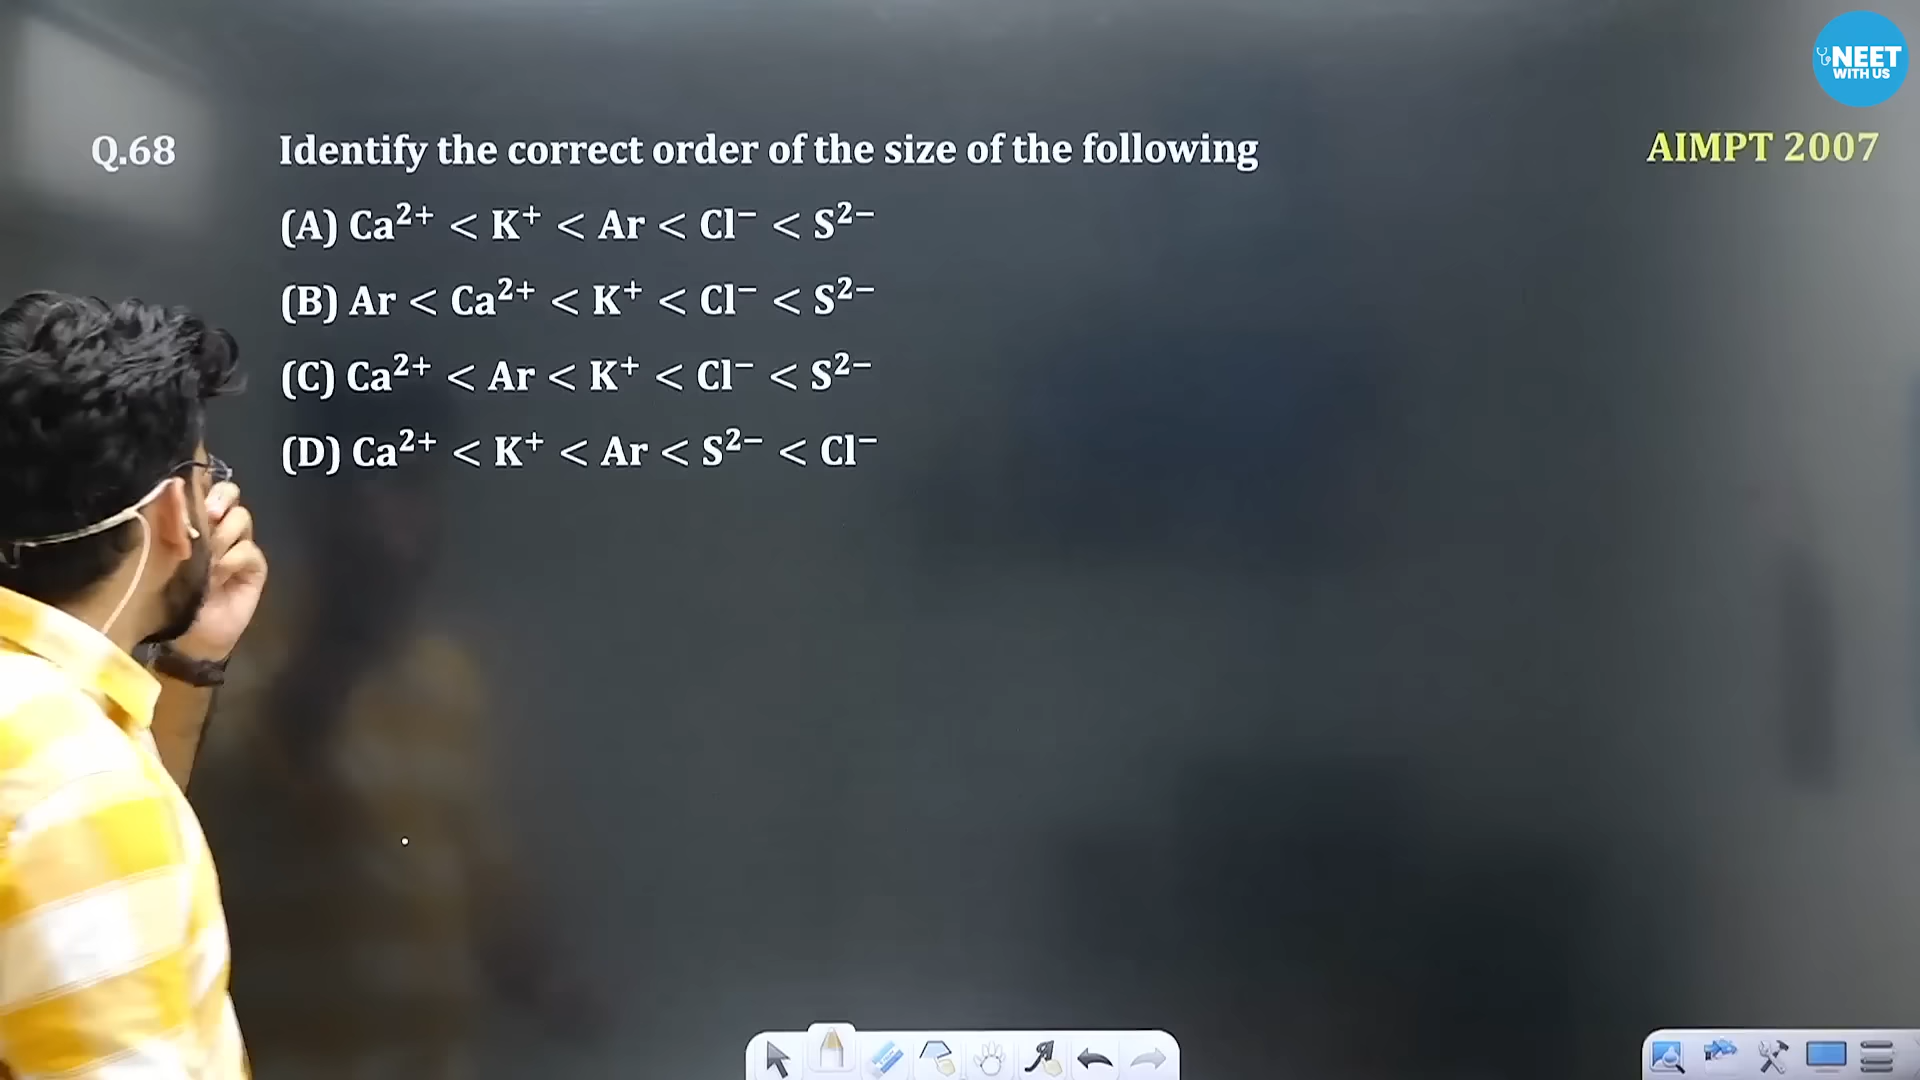 NEET
WITH US
Q.68 Identify the correct order of the size of the following AIMPT 2007
(A) Ca²⁺ < K⁺ < Ar < Cl⁻ < S²⁻
(B) Ar < Ca²⁺ < K⁺ < Cl⁻ < S²⁻
(C) Ca²⁺ < Ar < K⁺ < Cl⁻ < S²⁻
(D) Ca²⁺ < K⁺ < Ar < S²⁻ < Cl⁻